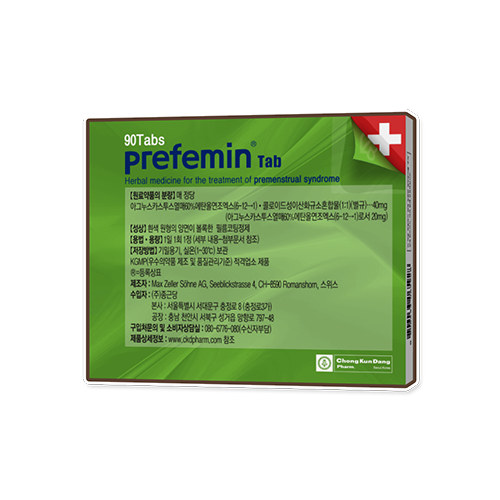 90Tabs
prefemin® Tab
Herbal medicine for the treatment of premenstrual syndrome
[원료약품의 분량] 매 정당
아그누스카스투스열매60%에탄올연조엑스(6-12→1)·콜로이드성이산화규소혼합물(1:1)(별규)···40mg
(아그누스카스투스열매60%에탄올연조엑스(6-12→1)로서 20mg)
[성상] 흰색 원형의 양면이 볼록한 필름코팅정제
[용법·용량] 1일 1회 1정 (세부 내용-첨부문서 참조)
[저장방법] 기밀용기, 실온(1-30℃) 보관
KGMP(우수의약품 제조 및 품질관리기준) 적격업소 제품
®=등록상표
제조자 : Max Zeller Söhne AG, Seeblickstrasse 4, CH-8590 Romanshorn, 스위스
수입자 : (주)종근당
본사 : 서울특별시 서대문구 충정로 8 (충정로3가)
공장 : 충남 천안시 서북구 성거읍 망향로 797-48
구입처문의 및 소비자상담실 : 080-6776-080(수신자부담)
제품상세정보 : www.ckdpharm.com 참조
Chong Kun Dang
Pharm